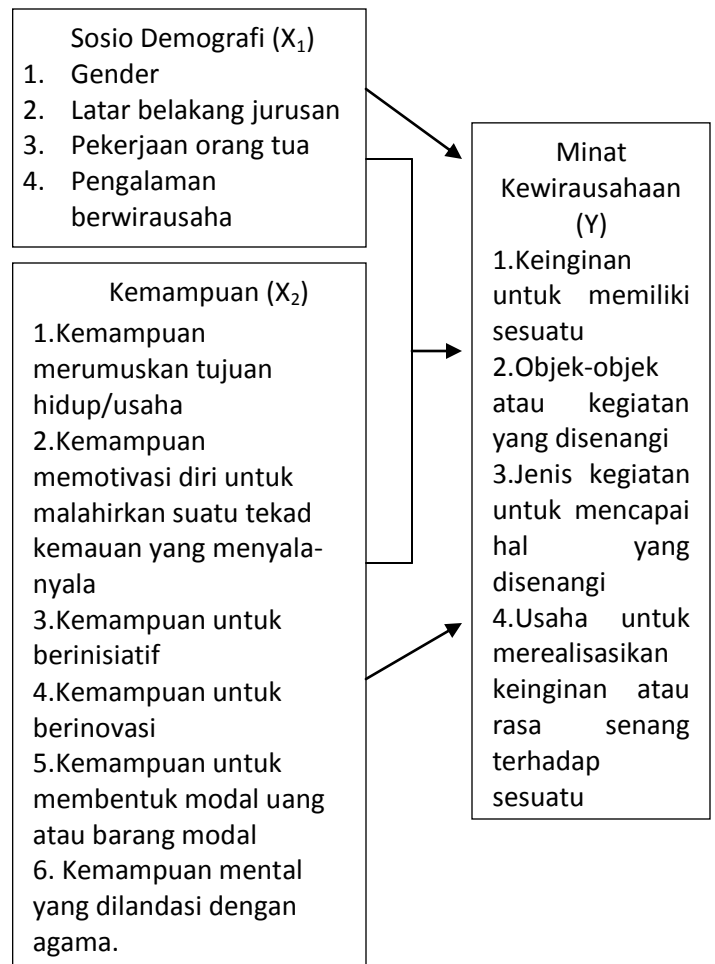 Sosio Demografi (X₁)
1. Gender
2. Latar belakang jurusan
3. Pekerjaan orang tua
4. Pengalaman
berwirausaha
Kemampuan (X₂)
1.Kemampuan
merumuskan tujuan
hidup/usaha
2.Kemampuan
memotivasi diri untuk
malahirkan suatu tekad
kemauan yang menyala-
nyala
3.Kemampuan untuk
berinisiatif
4.Kemampuan untuk
berinovasi
5.Kemampuan untuk
membentuk modal uang
atau barang modal
6. Kemampuan mental
yang dilandasi dengan
agama.
Minat
Kewirausahaan
(Y)
1.Keinginan
untuk memiliki
sesuatu
2.Objek-objek
atau kegiatan
yang disenangi
3.Jenis kegiatan
untuk mencapai
hal yang
disenangi
4.Usaha untuk
merealisasikan
keinginan atau
rasa senang
terhadap
sesuatu